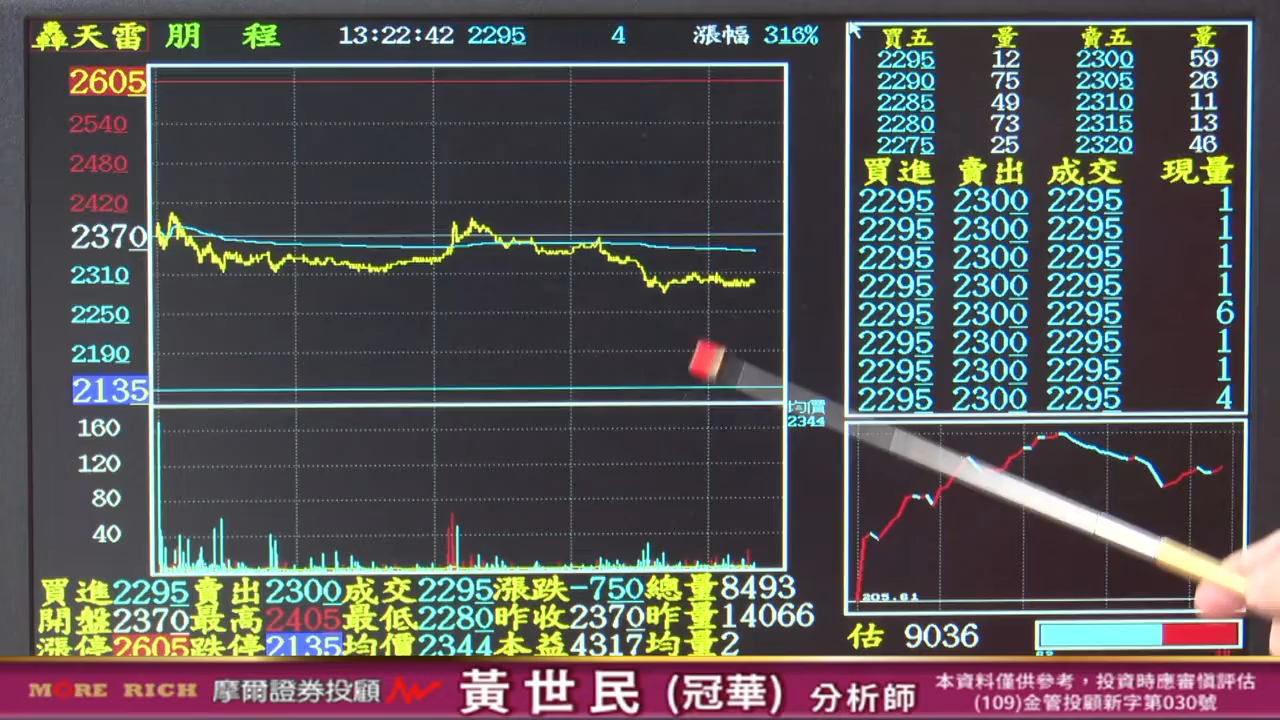 轟天雷 朋 程 13:22:42 2295 4 漲幅 316%
2605
2540
2480
2420
2370
2310
2250
2190
2135
160
120
80
40
均價
2344
買五 量 賣五 量
2295 12 2300 59
2290 75 2305 26
2285 49 2310 11
2280 73 2315 13
2275 25 2320 46
買進 賣出 成交 現量
2295 2300 2295 1
2295 2300 2295 1
2295 2300 2295 1
2295 2300 2295 1
2295 2300 2295 6
2295 2300 2295 1
2295 2300 2295 1
2295 2300 2295 4
205.61
估 9036
買進2295賣出2300成交2295漲跌-750總量8493
開盤2370最高2405最低2280昨收2370昨量14066
漲停2605跌停2135均價2344本益4317均量2
MORE RICH 摩爾證券投顧 黃世民(冠華)分析師
本資料僅供參考，投資時應審慎評估
(109)金管投顧新字第030號